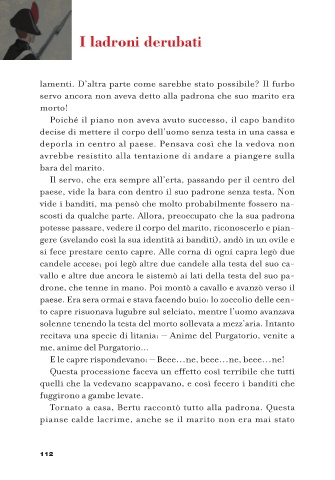 I ladroni derubati
lamenti. D'altra parte come sarebbe stato possibile? Il furbo
servo ancora non aveva detto alla padrona che suo marito era
morto!
Poiché il piano non aveva avuto successo, il capo bandito
decise di mettere il corpo dell'uomo senza testa in una cassa e
deporla in centro al paese. Pensava così che la vedova non
avrebbe resistito alla tentazione di andare a piangere sulla
bara del marito.
Il servo, che era sempre all'erta, passando per il centro del
paese, vide la bara con dentro il suo padrone senza testa. Non
vide i banditi, ma pensò che molto probabilmente fossero na-
scosti da qualche parte. Allora, preoccupato che la sua padrona
potesse passare, vedere il corpo del marito, riconoscerlo e pian-
gere (svelando così la sua identità ai banditi), andò in un ovile e
si fece prestare cento capre. Alle corna di ogni capra legò due
candele accese; poi legò altre due candele alla testa del suo ca-
vallo e altre due ancora le sistemò ai lati della testa del suo pa-
drone, che tenne in mano. Poi montò a cavallo e avanzò verso il
paese. Era sera ormai e stava facendo buio: lo zoccolio delle cen-
to capre risuonava lugubre sul selciato, mentre l'uomo avanzava
solenne tenendo la testa del morto sollevata a mezz'aria. Intanto
recitava una specie di litania: – Anime del Purgatorio, venite a
me, anime del Purgatorio…
E le capre rispondevano: – Beee…ne, beee…ne, beee…ne!
Questa processione faceva un effetto così terribile che tutti
quelli che la vedevano scappavano, e così fecero i banditi che
fuggirono a gambe levate.
Tornato a casa, Bertu raccontò tutto alla padrona. Questa
pianse calde lacrime, anche se il marito non era mai stato
112